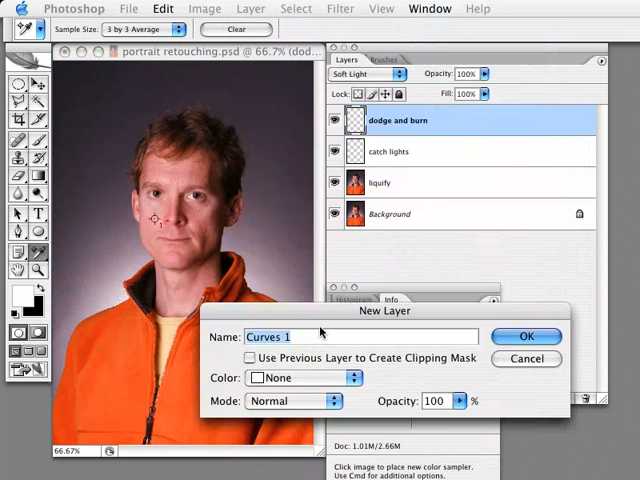 Photoshop Edit Image Layer Select Filter View Window Help
Sample Size: 3 by 3 Average Clear
portrait retouching.psd @ 66.7% (dod...
Layers Brushes
Soft Light Opacity: 100%
Lock: Fill: 100%
dodge and burn
catch lights
liquify
Background
Histogram Info
New Layer
Name: Curves 1 OK
Use Previous Layer to Create Clipping Mask Cancel
Color: None
Mode: Normal Opacity: 100 %
66.67% Doc: 1.01M/2.66M
Click image to place new color sampler.
Use Cmd for additional options.